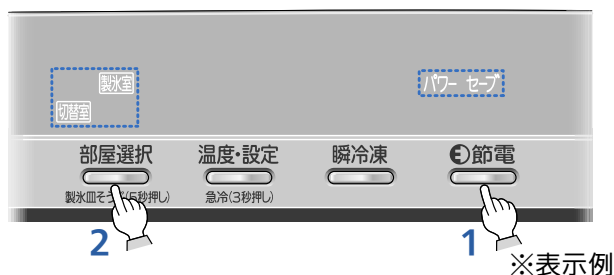 製氷室
パワー セーブ
切替室
部屋選択 温度・設定 瞬冷凍 Ⓔ節電
製氷皿そうじ(5秒押し) 急冷(3秒押し)
2 1
※表示例